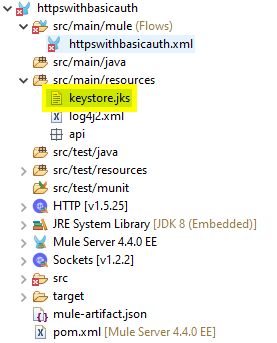 httpswithbasicauth
src/main/mule (Flows)
httpswithbasicauth.xml
src/main/java
src/main/resources
keystore.jks
log4j2.xml
api
src/test/java
src/test/resources
src/test/munit
HTTP [v1.5.25]
JRE System Library [JDK 8 (Embedded)]
Mule Server 4.4.0 EE
Sockets [v1.2.2]
src
target
mule-artifact.json
pom.xml [Mule Server 4.4.0 EE]